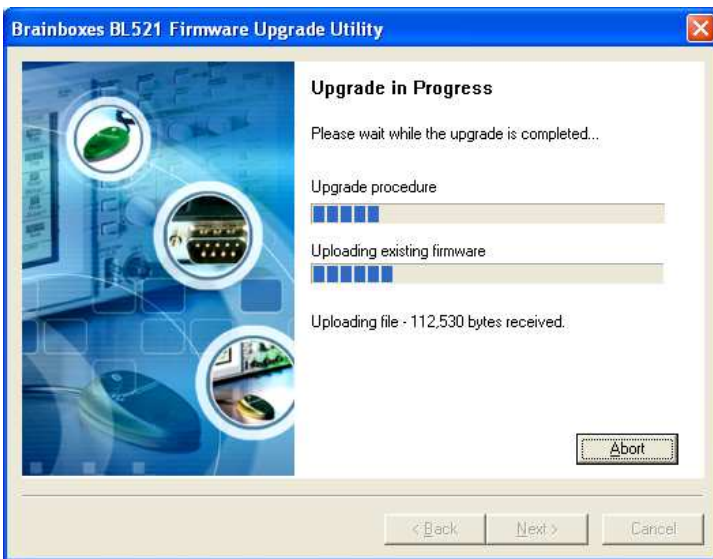 Brainboxes BL521 Firmware Upgrade Utility
Upgrade in Progress
Please wait while the upgrade is completed...
Upgrade procedure
Uploading existing firmware
Uploading file - 112,530 bytes received.
Abort
< Back
Next >
Cancel